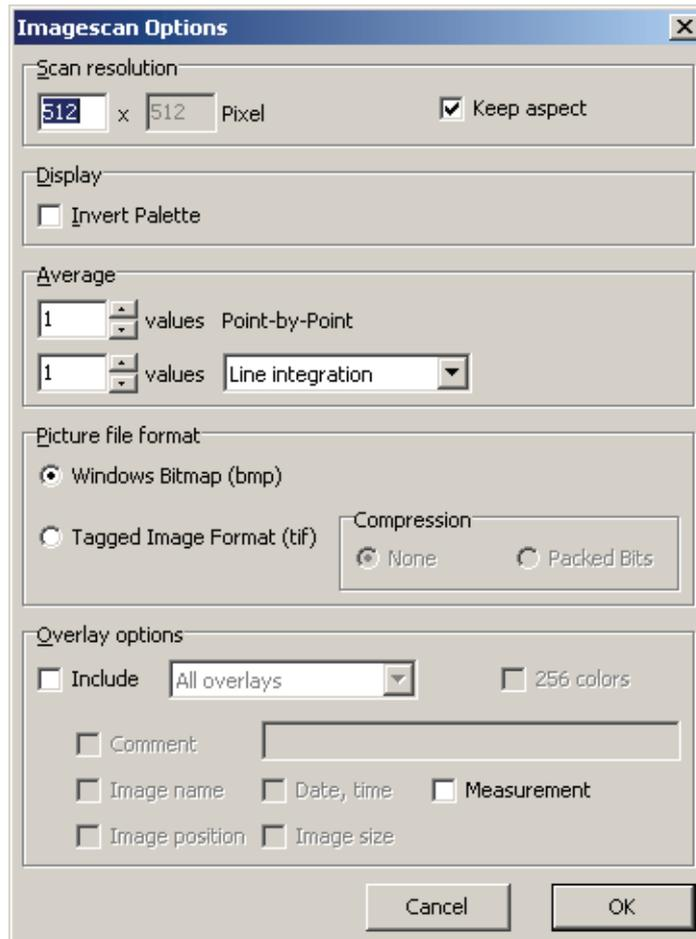 Imagescan Options
Scan resolution
512 x 512 Pixel Keep aspect
Display
Invert Palette
Average
1 values Point-by-Point
1 values Line integration
Picture file format
Windows Bitmap (bmp)
Tagged Image Format (tif)
Compression
None Packed Bits
Overlay options
Include All overlays 256 colors
Comment
Image name Date, time Measurement
Image position Image size
Cancel OK